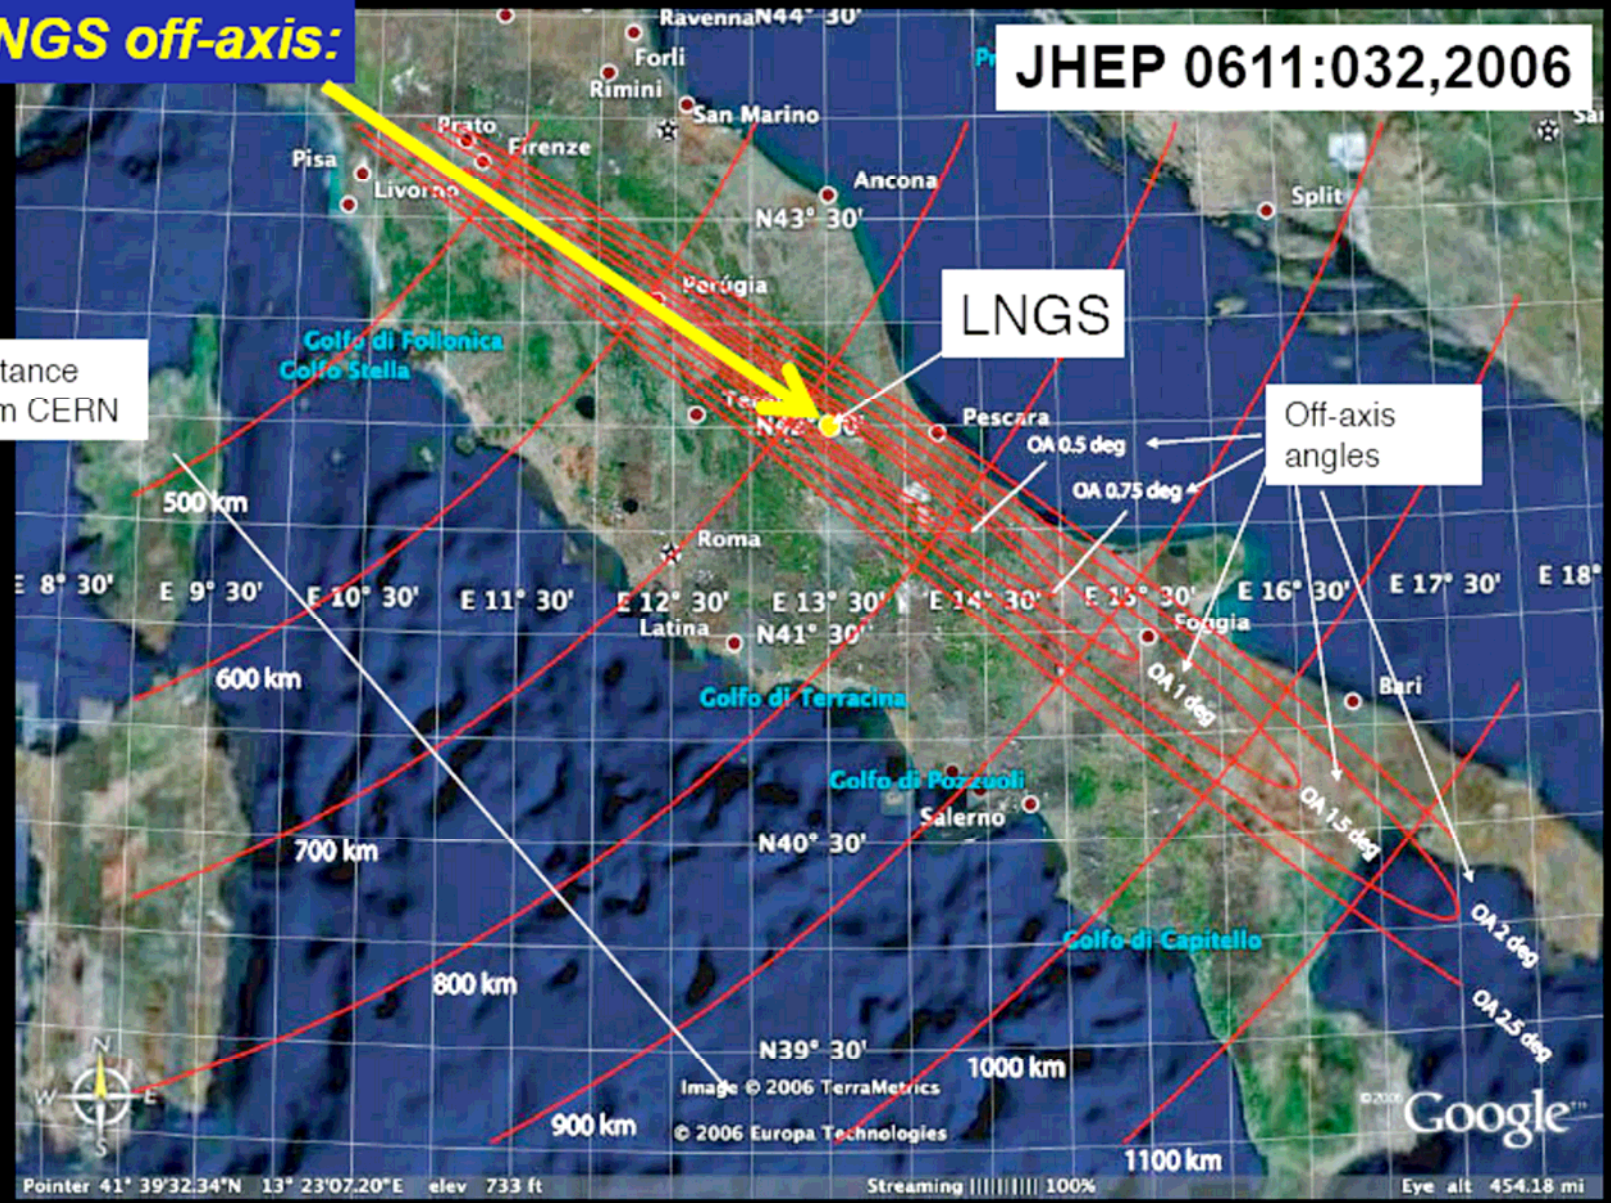 NGS off-axis:
JHEP 0611:032,2006
Ravenna
N44° 30'
Forli
Rimini
San Marino
Prato
Firenze
Pisa
Livorno
Ancona
N43° 30'
Split
Perúgia
LNGS
Golfo di Follonica
Golfo Stella
tance
m CERN
Pescara
OA 0.5 deg
Off-axis
angles
OA 0.75 deg
500 km
Roma
E 8° 30'
E 9° 30'
E 10° 30'
E 11° 30'
E 12° 30'
E 13° 30'
E 14° 30'
E 15° 30'
E 16° 30'
E 17° 30'
E 18°
Latina
N41° 30'
Foggia
600 km
OA 1 deg
Bari
Golfo di Terracina
Golfo di Pozzuoli
Salerno
OA 1.5 deg
700 km
N40° 30'
OA 2 deg
Golfo di Capitello
800 km
OA 2.5 deg
N
W
E
S
N39° 30'
1000 km
Image © 2006 TerraMetrics
900 km
© 2006 Europa Technologies
©2006
Google™
1100 km
Pointer 41° 39'32.34"N 13° 23'07.20"E elev 733 ft
Streaming |||||||||| 100%
Eye alt 454.18 mi